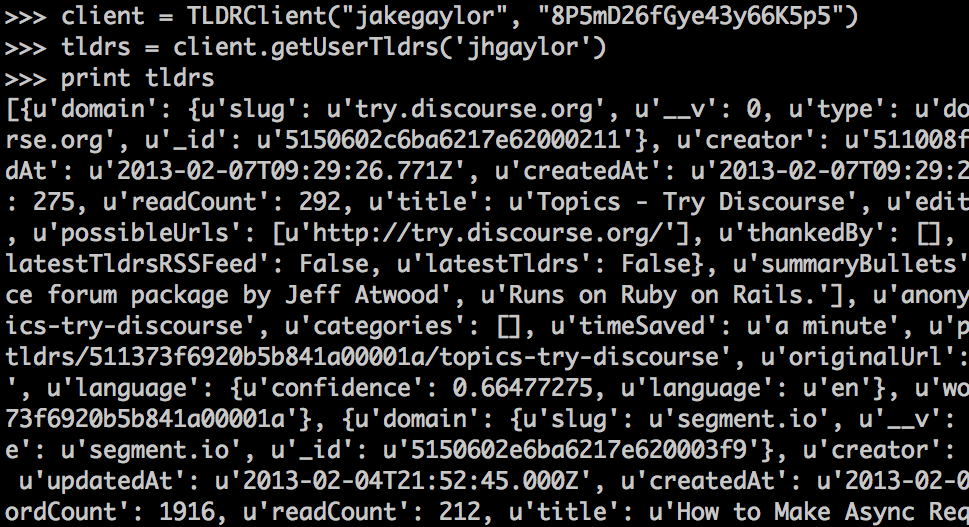 >>> client = TLDRClient("jakegaylor", "8P5mD26fGye43y66K5p5")
>>> tldrs = client.getUserTldrs('jhgaylor')
>>> print tldrs
[{u'domain': {u'slug': u'try.discourse.org', u'__v': 0, u'type': u'do
rse.org', u'_id': u'5150602c6ba6217e62000211'}, u'creator': u'511008f
dAt': u'2013-02-07T09:29:26.771Z', u'createdAt': u'2013-02-07T09:29:2
: 275, u'readCount': 292, u'title': u'Topics - Try Discourse', u'edit
, u'possibleUrls': [u'http://try.discourse.org/'], u'thankedBy': [],
latestTldrsRSSFeed': False, u'latestTldrs': False}, u'summaryBullets'
ce forum package by Jeff Atwood', u'Runs on Ruby on Rails.'], u'anony
ics-try-discourse', u'categories': [], u'timeSaved': u'a minute', u'p
tldrs/511373f6920b5b841a00001a/topics-try-discourse', u'originalUrl':
', u'language': {u'confidence': 0.66477275, u'language': u'en'}, u'wo
73f6920b5b841a00001a'}, {u'domain': {u'slug': u'segment.io', u'__v':
e': u'segment.io', u'_id': u'5150602e6ba6217e620003f9'}, u'creator':
u'updatedAt': u'2013-02-04T21:52:45.000Z', u'createdAt': u'2013-02-0
ordCount': 1916, u'readCount': 212, u'title': u'How to Make Async Rea